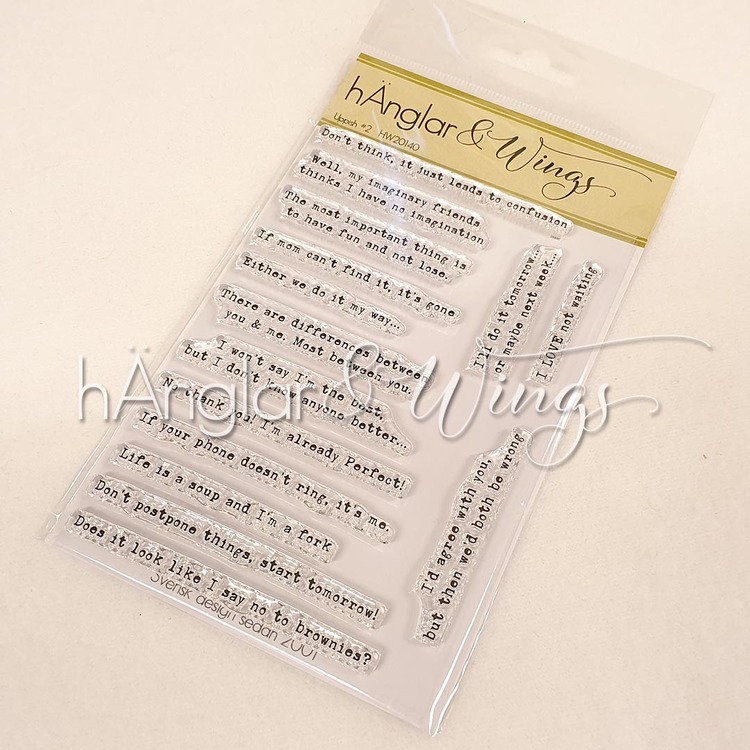 hÄnglar & Wings
Uppish #2 HW20140
Don't think, it just leads to confusion
Well, my imaginary friends
thinks I have no imagination
The most important thing is
to have fun and not lose.
If mom can't find it, it's gone
Either we do it my way...
There are differences between
you & me. Most between you.
I won't say I'm the best,
but I don't know anyone better...
No thank you! I'm already Perfect!
If your phone doesn't ring, it's me.
Life is a soup and I'm a fork
Don't postpone things, start tomorrow!
Does it look like I say no to brownies?
I'll do it tomorrow...
or maybe next week...
I LOVE not waiting
I'd agree with you,
but then we'd both be wrong
Svensk design sedan 2001
hÄnglar & Wings